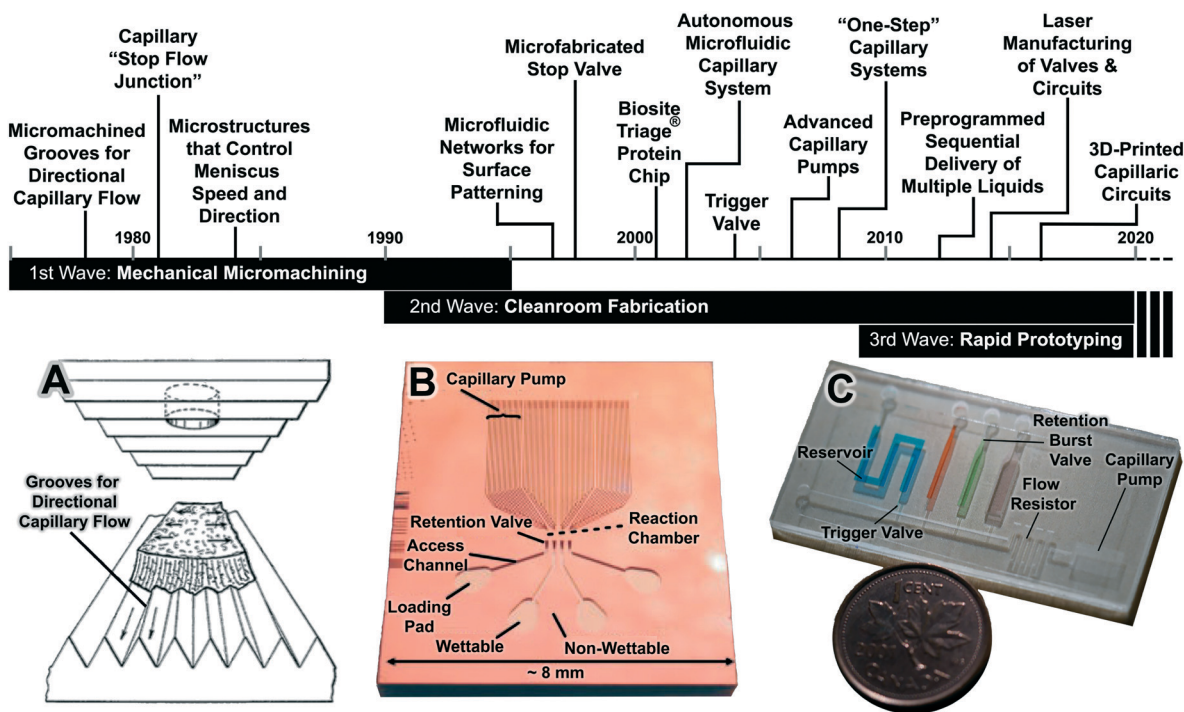 Capillary
"Stop Flow
Junction"
Micromachined
Grooves for
Directional
Capillary Flow
Microstructures
that Control
Meniscus
Speed and
Direction
Microfluidic
Networks for
Surface
Patterning
Microfabricated
Stop Valve
Biosite
Triage®
Protein
Chip
Autonomous
Microfluidic
Capillary
System
Trigger
Valve
Advanced
Capillary
Pumps
"One-Step"
Capillary
Systems
Preprogrammed
Sequential
Delivery of
Multiple Liquids
Laser
Manufacturing
of Valves &
Circuits
3D-Printed
Capillaric
Circuits
1980
1990
2000
2010
2020
1st Wave: Mechanical Micromachining
2nd Wave: Cleanroom Fabrication
3rd Wave: Rapid Prototyping
A
Grooves for
Directional
Capillary Flow
B
Capillary Pump
Retention Valve
Reaction
Chamber
Access
Channel
Loading
Pad
Wettable
Non-Wettable
~ 8 mm
C
Reservoir
Retention
Burst
Valve
Capillary
Pump
Flow
Resistor
Trigger Valve
1 CENT
CANADA